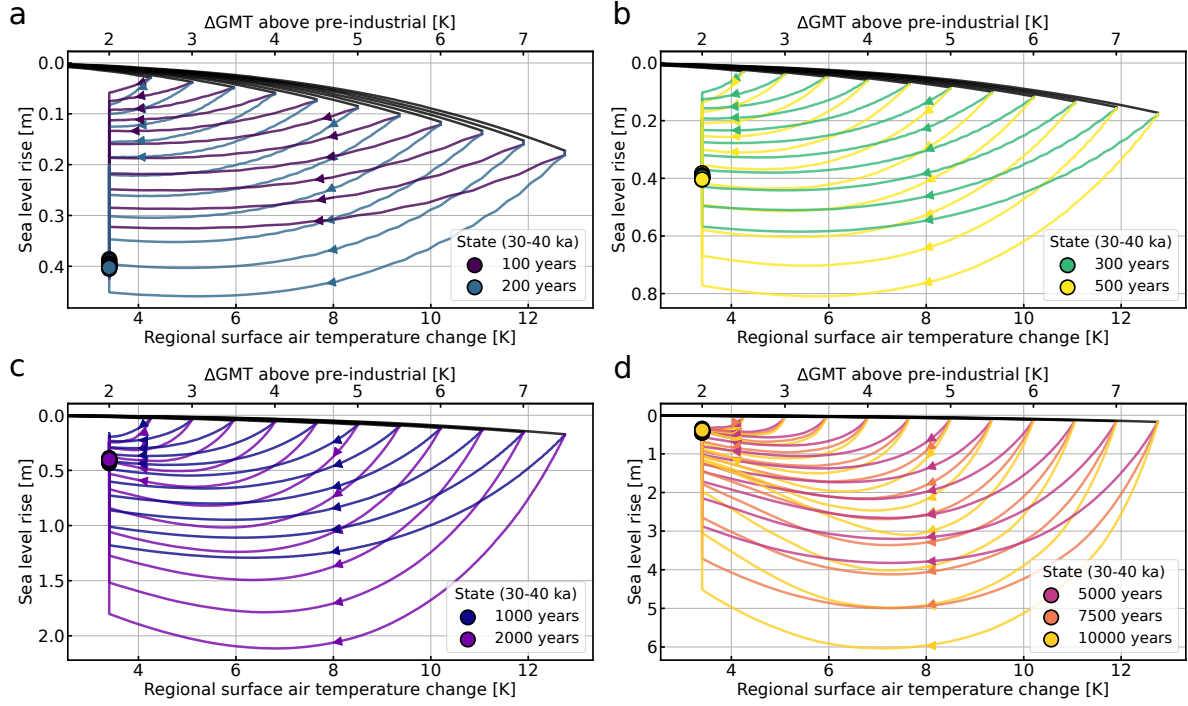 a
ΔGMT above pre-industrial [K]
2 3 4 5 6 7
0.0
0.1
0.2
0.3
0.4
Sea level rise [m]
State (30-40 ka)
100 years
200 years
4 6 8 10 12
Regional surface air temperature change [K]
b
ΔGMT above pre-industrial [K]
2 3 4 5 6 7
0.0
0.2
0.4
0.6
0.8
Sea level rise [m]
State (30-40 ka)
300 years
500 years
4 6 8 10 12
Regional surface air temperature change [K]
c
ΔGMT above pre-industrial [K]
2 3 4 5 6 7
0.0
0.5
1.0
1.5
2.0
Sea level rise [m]
State (30-40 ka)
1000 years
2000 years
4 6 8 10 12
Regional surface air temperature change [K]
d
ΔGMT above pre-industrial [K]
2 3 4 5 6 7
0
1
2
3
4
5
6
Sea level rise [m]
State (30-40 ka)
5000 years
7500 years
10000 years
4 6 8 10 12
Regional surface air temperature change [K]